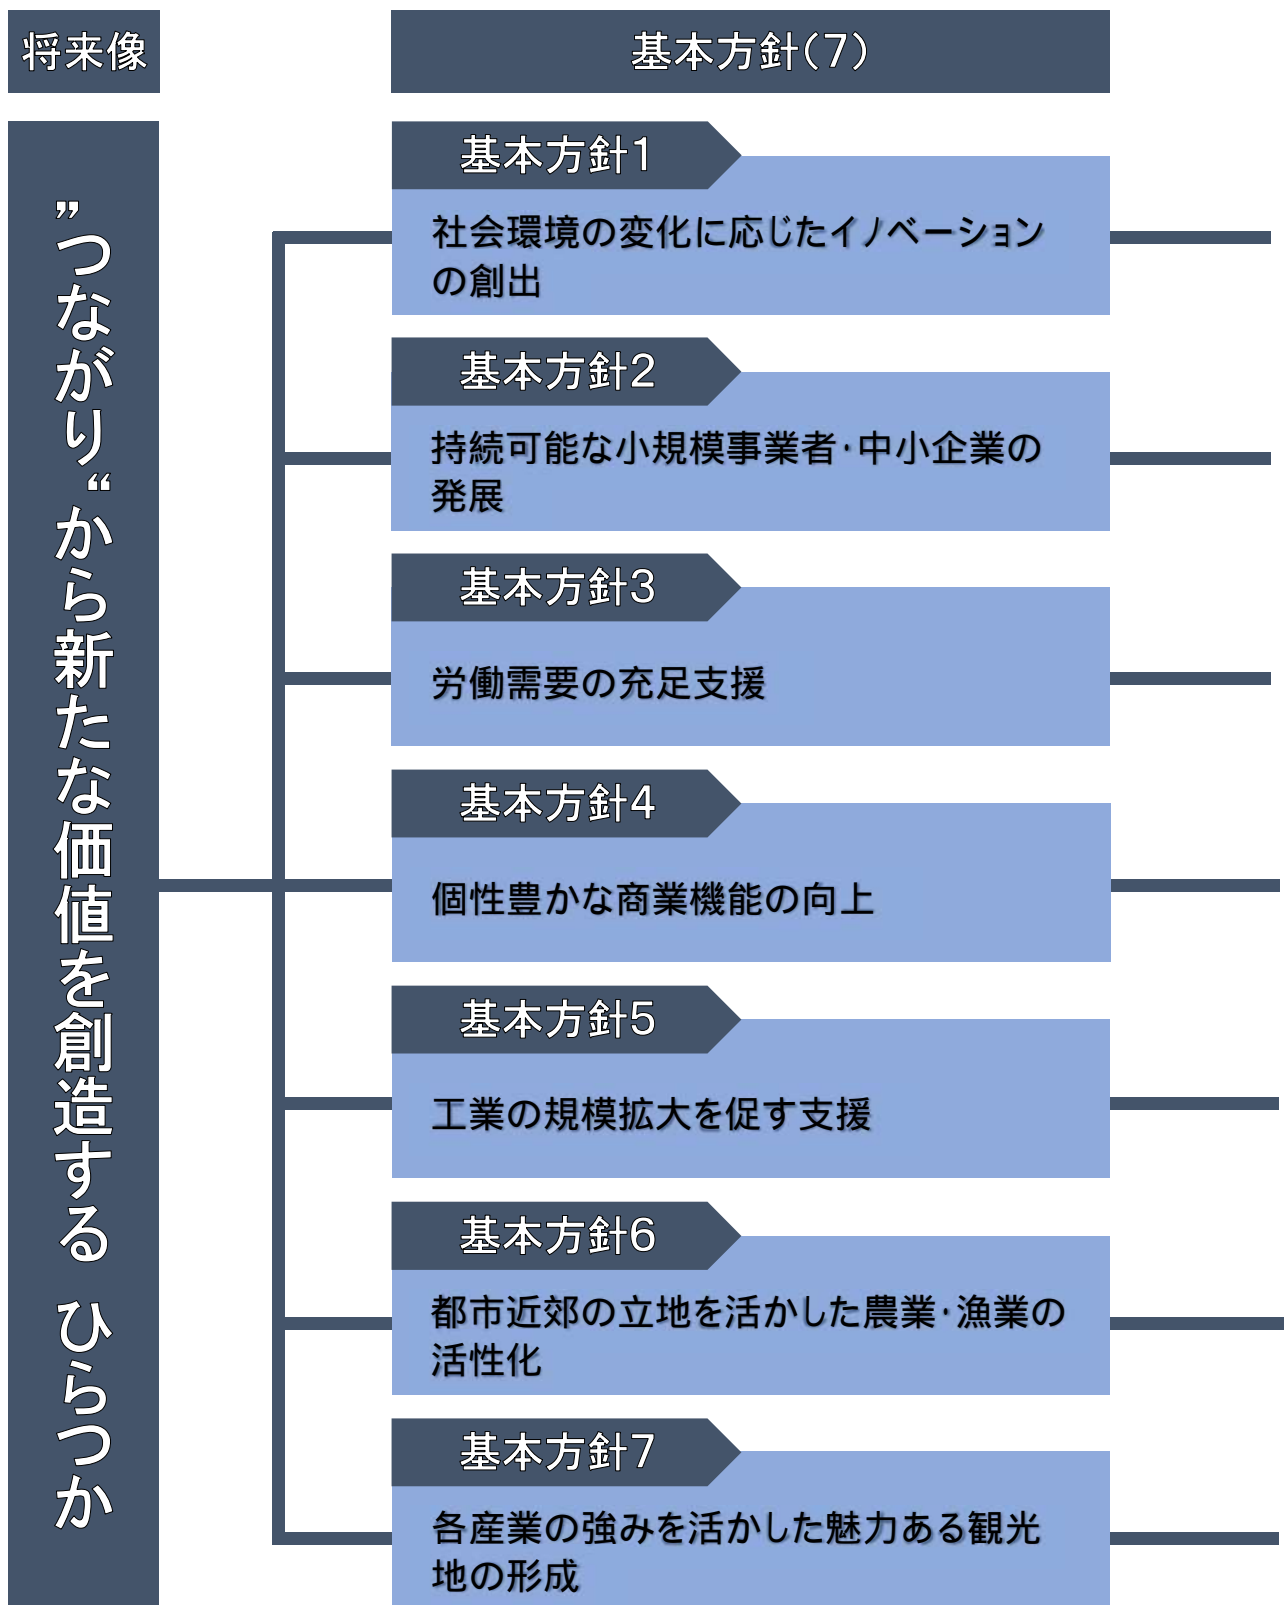 将来像
基本方針(7)
”つながり“から新たな価値を創造する ひらつか
基本方針1
社会環境の変化に応じたイノベーション
の創出
基本方針2
持続可能な小規模事業者・中小企業の
発展
基本方針3
労働需要の充足支援
基本方針4
個性豊かな商業機能の向上
基本方針5
工業の規模拡大を促す支援
基本方針6
都市近郊の立地を活かした農業・漁業の
活性化
基本方針7
各産業の強みを活かした魅力ある観光
地の形成